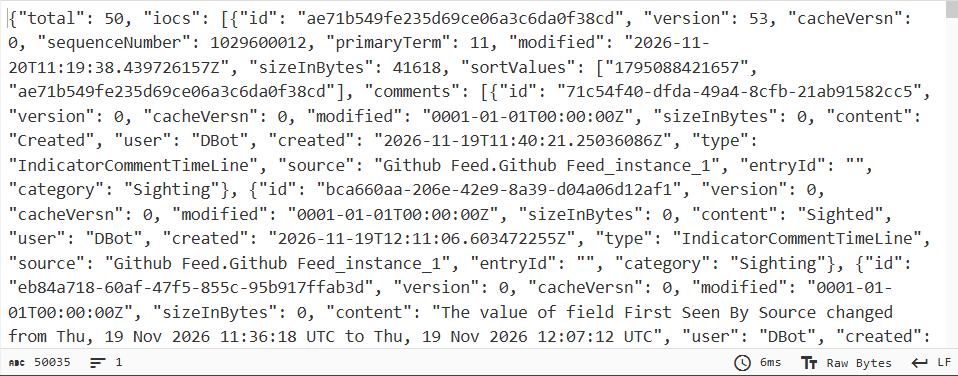 {"total": 50, "iocs": [{"id": "ae71b549fe235d69ce06a3c6da0f38cd", "version": 53, "cacheVersn":
0, "sequenceNumber": 1029600012, "primaryTerm": 11, "modified": "2026-11-
20T11:19:38.439726157Z", "sizeInBytes": 41618, "sortValues": ["1795088421657",
"ae71b549fe235d69ce06a3c6da0f38cd"], "comments": [{"id": "71c54f40-dfda-49a4-8cfb-21ab91582cc5",
"version": 0, "cacheVersn": 0, "modified": "0001-01-01T00:00:00Z", "sizeInBytes": 0, "content":
"Created", "user": "DBot", "created": "2026-11-19T11:40:21.25036086Z", "type":
"IndicatorCommentTimeLine", "source": "Github Feed.Github Feed_instance_1", "entryId": "",
"category": "Sighting"}, {"id": "bca660aa-206e-42e9-8a39-d04a06d12af1", "version": 0,
"cacheVersn": 0, "modified": "0001-01-01T00:00:00Z", "sizeInBytes": 0, "content": "Sighted",
"user": "DBot", "created": "2026-11-19T12:11:06.603472255Z", "type": "IndicatorCommentTimeLine",
"source": "Github Feed.Github Feed_instance_1", "entryId": "", "category": "Sighting"}, {"id":
"eb84a718-60af-47f5-855c-95b917ffab3d", "version": 0, "cacheVersn": 0, "modified": "0001-01-
01T00:00:00Z", "sizeInBytes": 0, "content": "The value of field First Seen By Source changed
from Thu, 19 Nov 2026 11:36:18 UTC to Thu, 19 Nov 2026 12:07:12 UTC", "user": "DBot", "created":
ABC 50035 1 6ms Raw Bytes LF